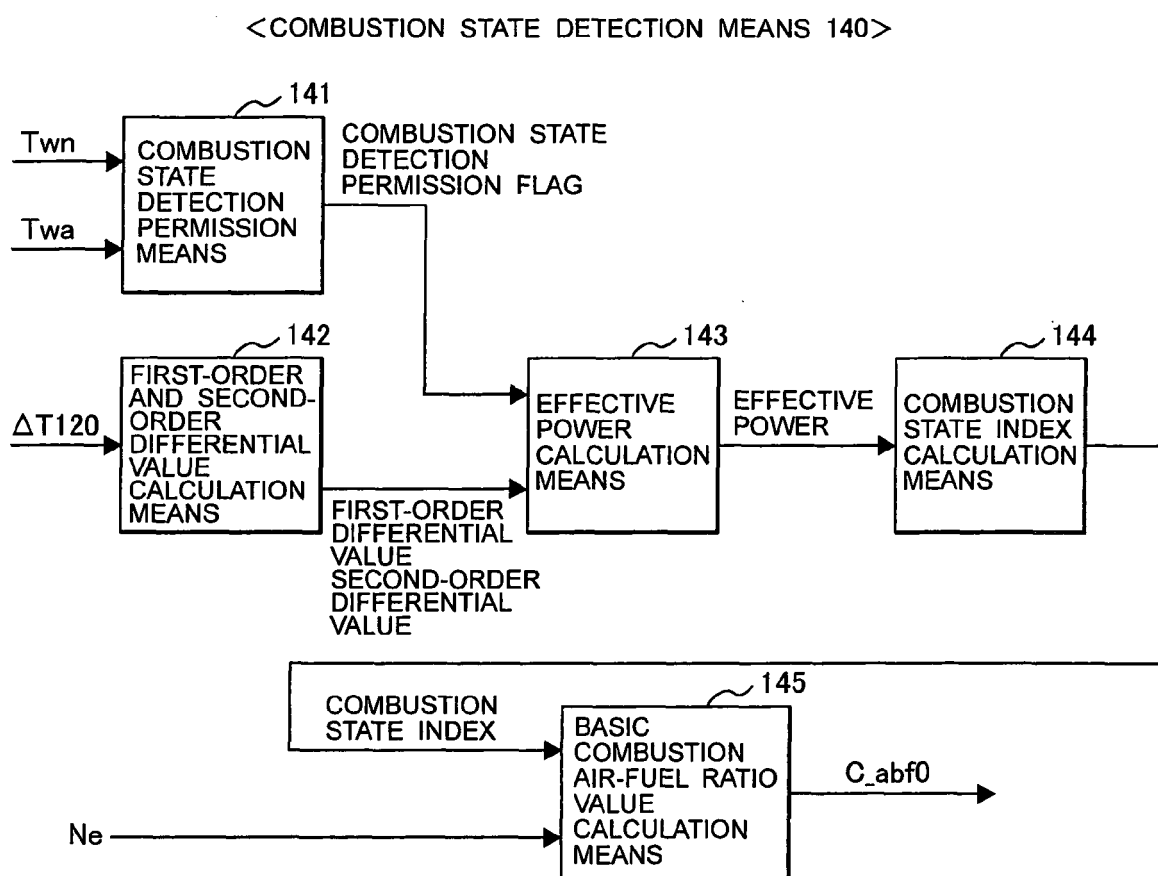 <COMBUSTION STATE DETECTION MEANS 140>
141
Twn
Twa
COMBUSTION
STATE
DETECTION
PERMISSION
MEANS
COMBUSTION STATE
DETECTION
PERMISSION FLAG
142
ΔT120
FIRST-ORDER
AND SECOND-
ORDER
DIFFERENTIAL
VALUE
CALCULATION
MEANS
FIRST-ORDER
DIFFERENTIAL
VALUE
SECOND-ORDER
DIFFERENTIAL
VALUE
143
EFFECTIVE
POWER
CALCULATION
MEANS
EFFECTIVE
POWER
144
COMBUSTION
STATE INDEX
CALCULATION
MEANS
COMBUSTION
STATE INDEX
Ne
145
BASIC
COMBUSTION
AIR-FUEL RATIO
VALUE
CALCULATION
MEANS
C_abf0